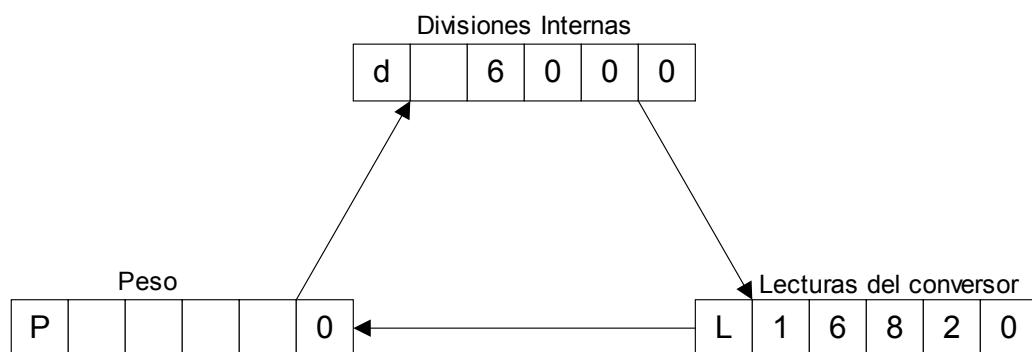 Divisiones Internas
d 6 0 0 0
Peso
P 0
Lecturas del conversor
L 1 6 8 2 0